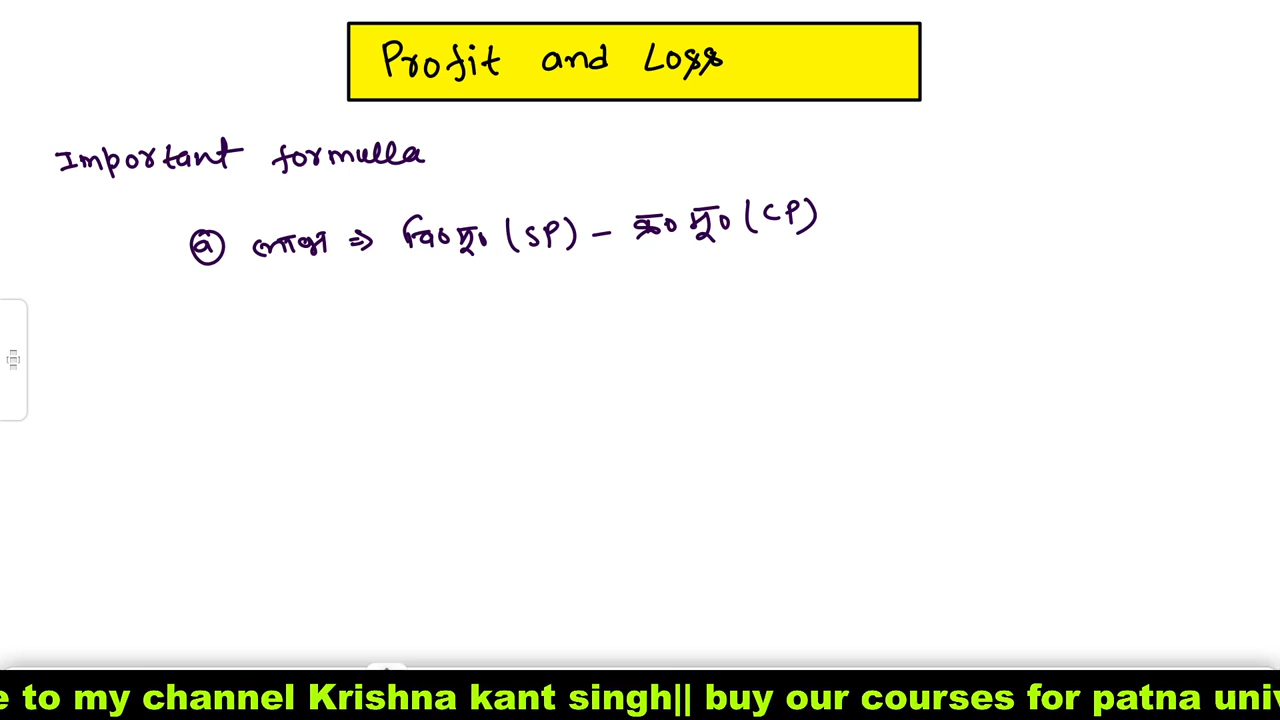 Profit and Loss
Important formulla
ⓐ लाभ ⇒ वि० मू० (SP) - क्र० मू० (CP)
e to my channel Krishna kant singh|| buy our courses for patna univ